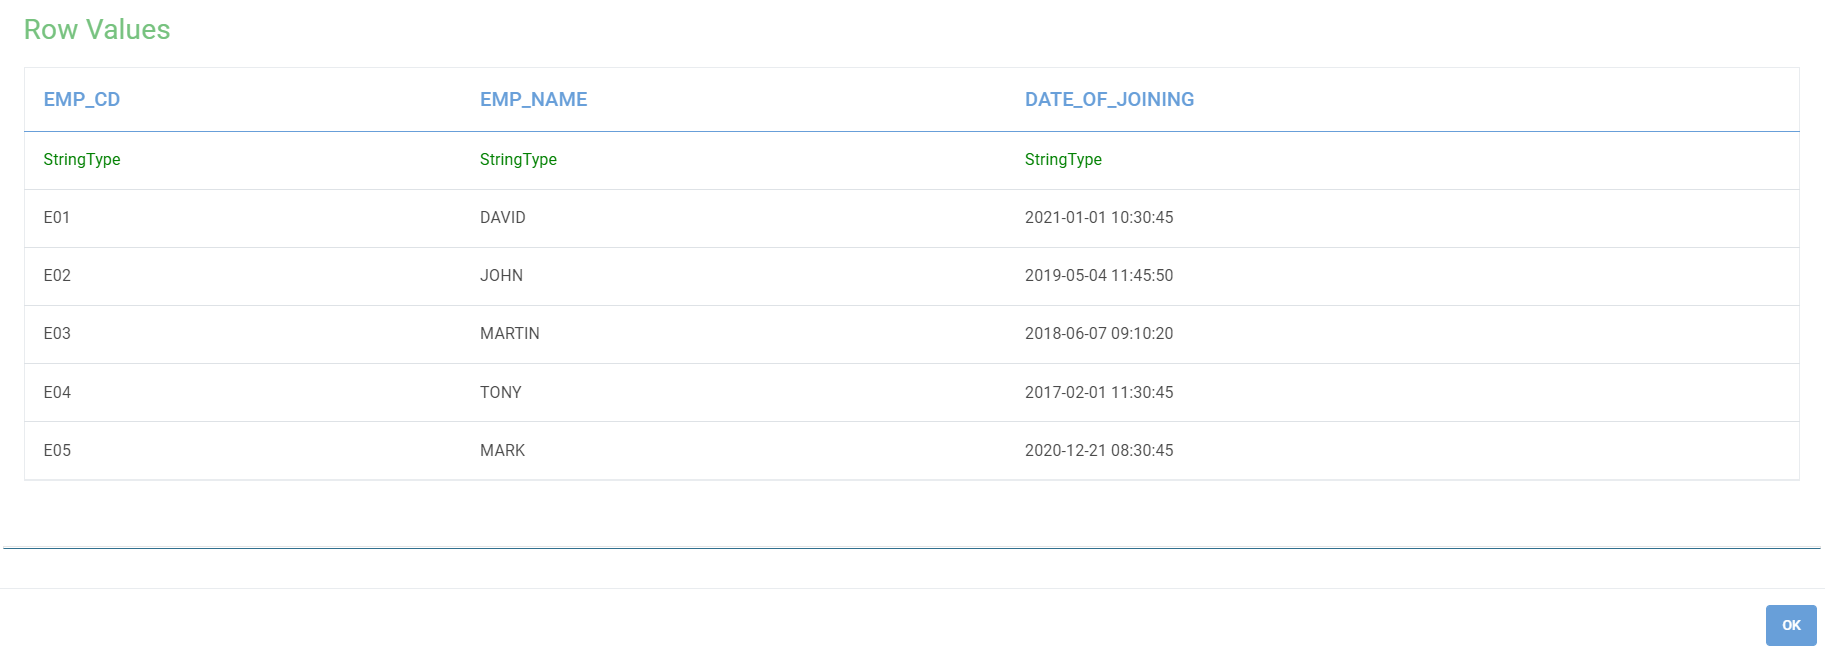 Row Values
EMP_CD EMP_NAME DATE_OF_JOINING
StringType StringType StringType
E01 DAVID 2021-01-01 10:30:45
E02 JOHN 2019-05-04 11:45:50
E03 MARTIN 2018-06-07 09:10:20
E04 TONY 2017-02-01 11:30:45
E05 MARK 2020-12-21 08:30:45
OK